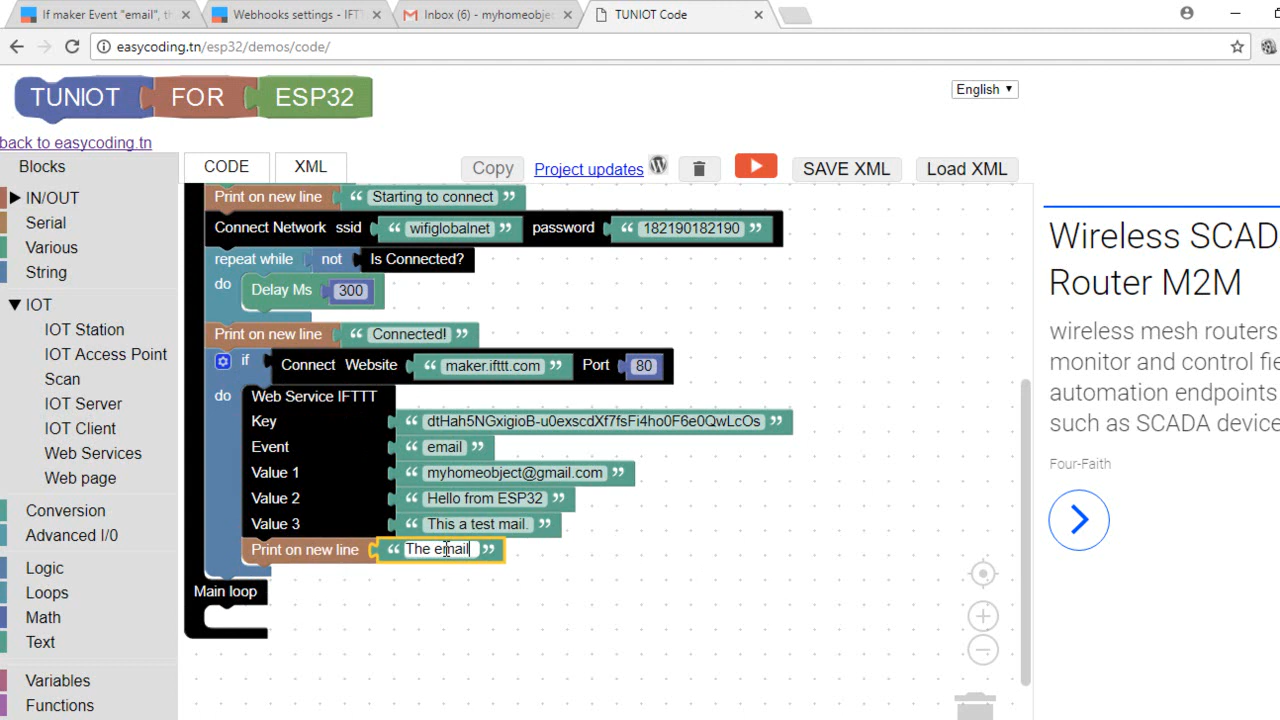 If maker Event "email", th
Webhooks settings - IFT
Inbox (6) - myhomeobje
TUNIOT Code
easycoding.tn/esp32/demos/code/
TUNIOT FOR ESP32
English
back to easycoding.tn
Blocks
CODE
XML
Copy
Project updates
SAVE XML
Load XML
IN/OUT
Serial
Various
String
IOT
IOT Station
IOT Access Point
Scan
IOT Server
IOT Client
Web Services
Web page
Conversion
Advanced I/0
Logic
Loops
Math
Text
Variables
Functions
Print on new line “ Starting to connect ”
Connect Network ssid “ wifiglobalnet ” password “ 182190182190 ”
repeat while not Is Connected?
do Delay Ms 300
Print on new line “ Connected! ”
if Connect Website “ maker.ifttt.com ” Port 80
do Web Service IFTTT
Key “ dtHah5NGxigioB-u0exscdXf7fsFi4ho0F6e0QwLcOs ”
Event “ email ”
Value 1 “ myhomeobject@gmail.com ”
Value 2 “ Hello from ESP32 ”
Value 3 “ This a test mail. ”
Print on new line “ The email ”
Main loop
Wireless SCAD
Router M2M
wireless mesh routers
monitor and control fie
automation endpoints
such as SCADA device
Four-Faith